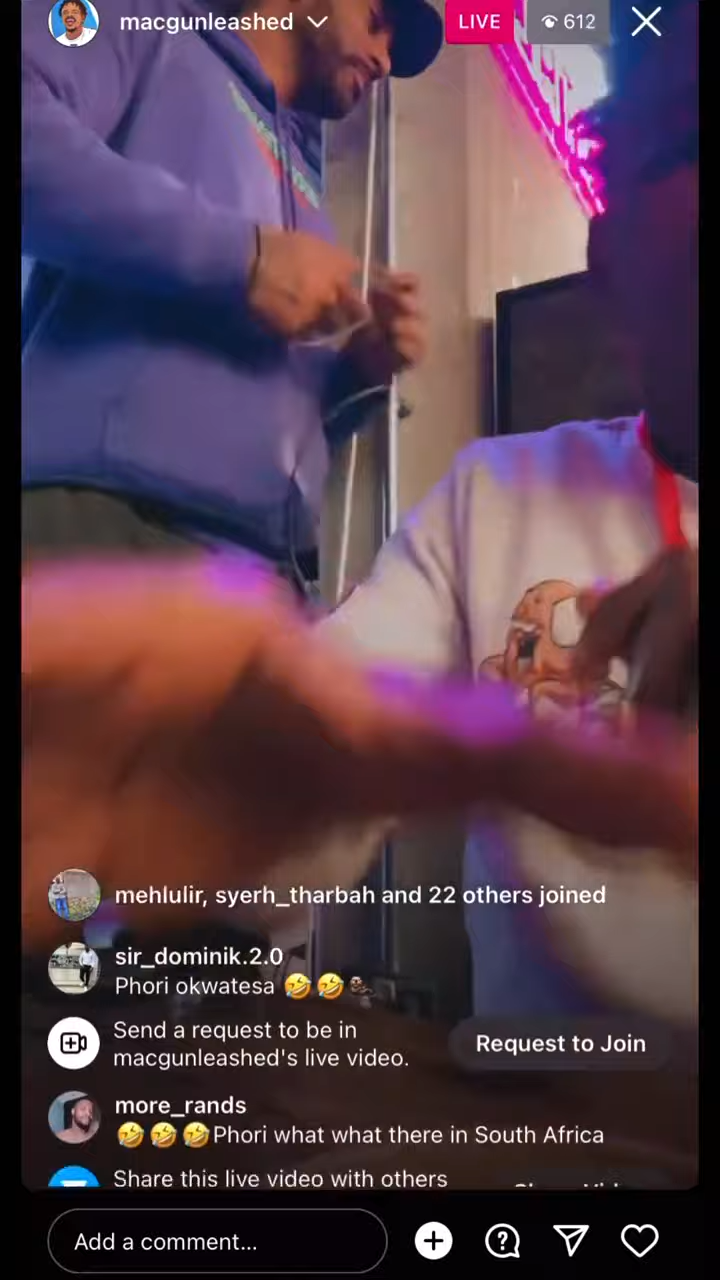 macgunleashed
LIVE
612
mehlulir, syerh_tharbah and 22 others joined
sir_dominik.2.0
Phori okwatesa 🤣🤣
Send a request to be in
macgunleashed's live video.
Request to Join
more_rands
🤣🤣🤣Phori what what there in South Africa
Share this live video with others
Add a comment...